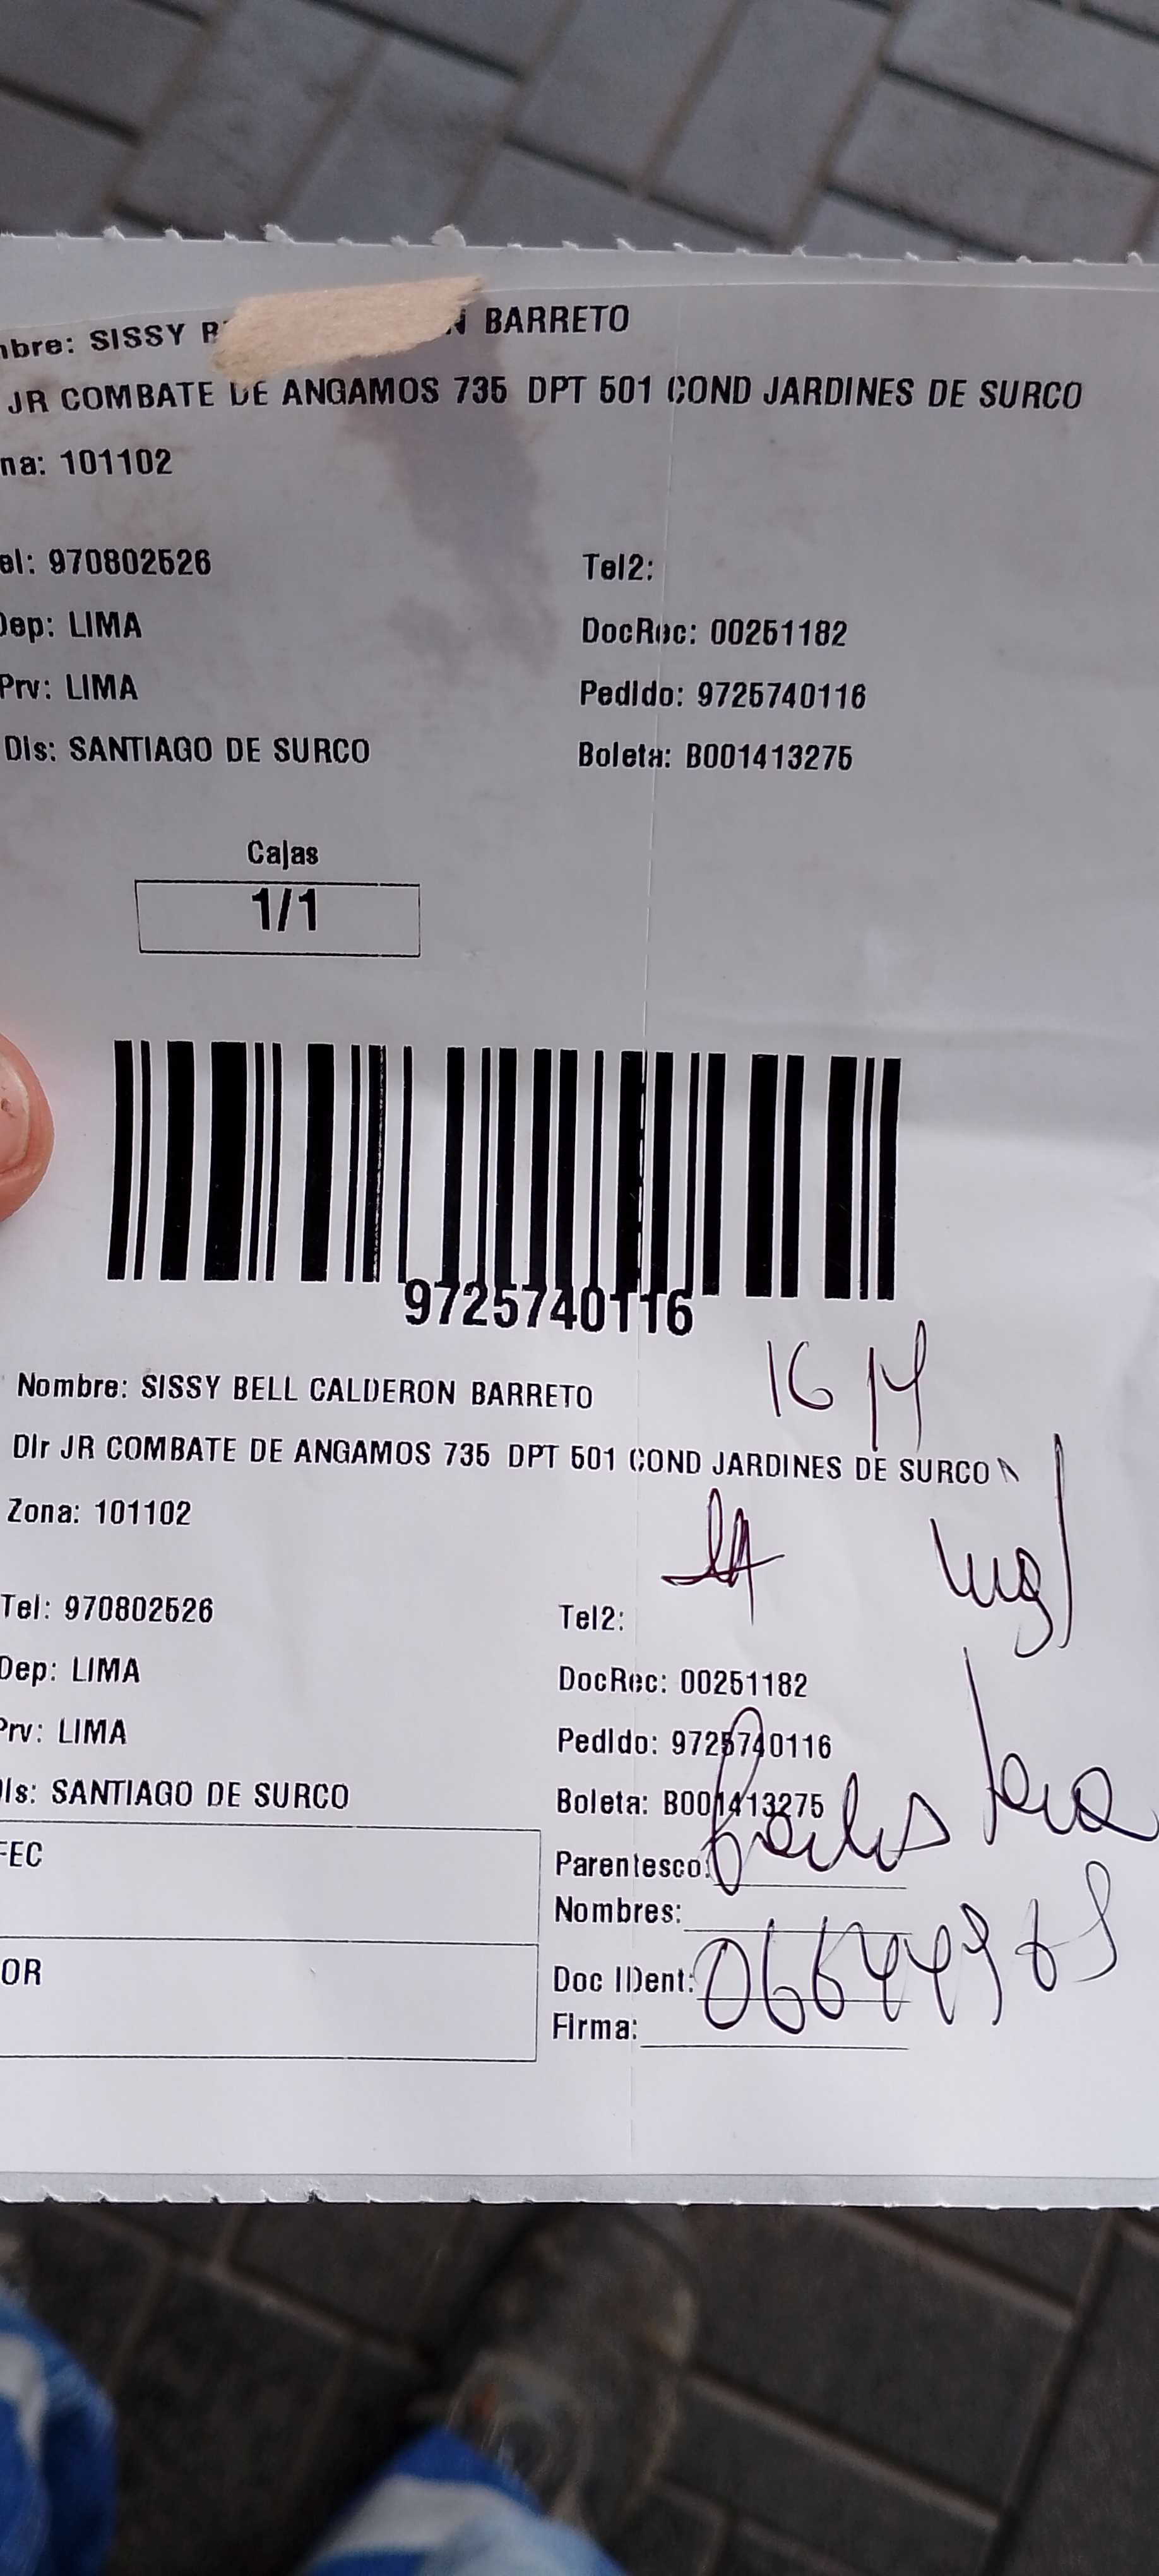 nbre: SISSY B N BARRETO
JR COMBATE DE ANGAMOS 735 DPT 501 COND JARDINES DE SURCO
na: 101102
el: 970802526 Tel2:
Dep: LIMA DocRec: 00251182
Prv: LIMA Pedido: 9725740116
Dis: SANTIAGO DE SURCO Boleta: B001413275
Cajas
1/1
9725740116
16 M
Nombre: SISSY BELL CALDERON BARRETO
Dir JR COMBATE DE ANGAMOS 735 DPT 501 COND JARDINES DE SURCO
Zona: 101102
Tel: 970802526 Tel2:
Dep: LIMA DocRec: 00251182
Prv: LIMA Pedido: 9725740116
Dis: SANTIAGO DE SURCO Boleta: B001413275
FEC Parentesco:
Nombres:
OR Doc IDent:
Firma: